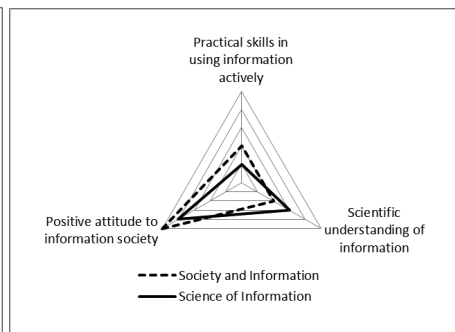 Practical skills in
using information
actively
Positive attitude to
information society
Scientific
understanding of
information
Society and Information
Science of Information